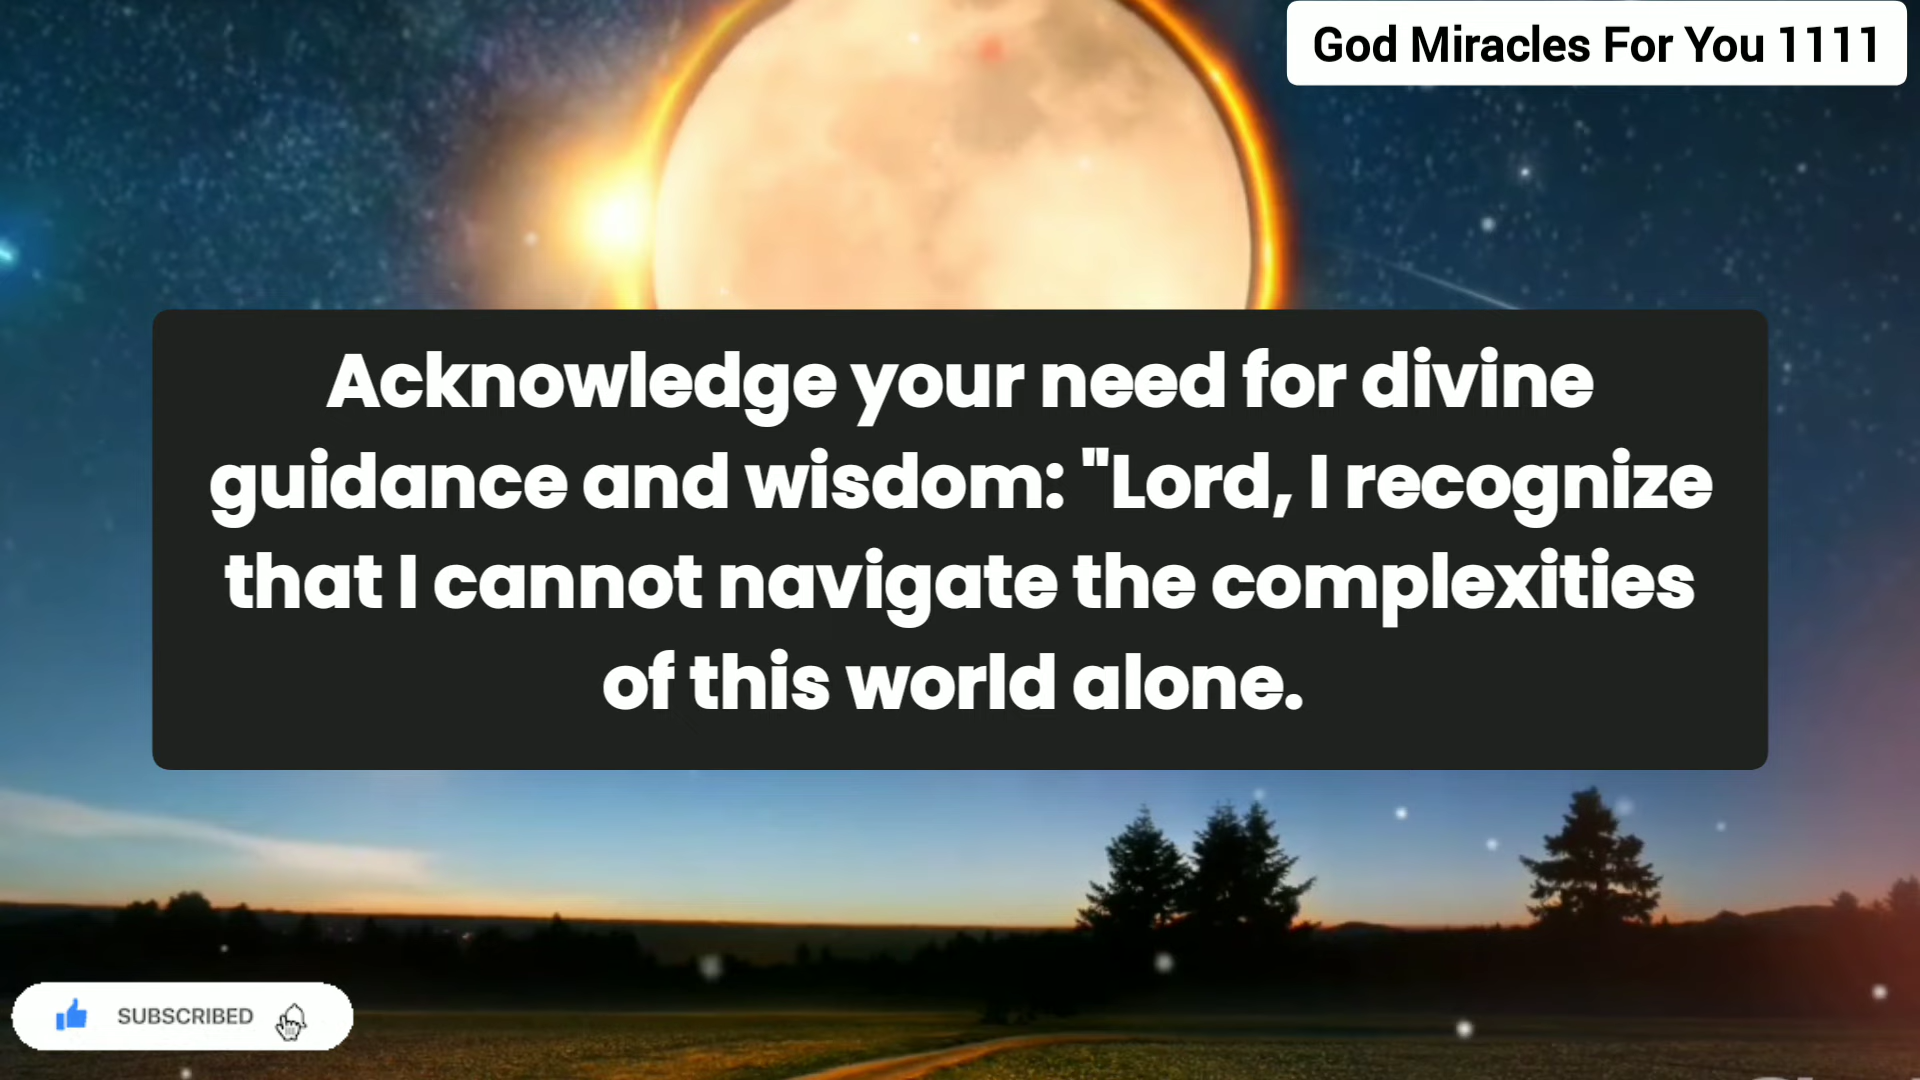 God Miracles For You 1111
Acknowledge your need for divine
guidance and wisdom: "Lord, I recognize
that I cannot navigate the complexities
of this world alone.
SUBSCRIBED